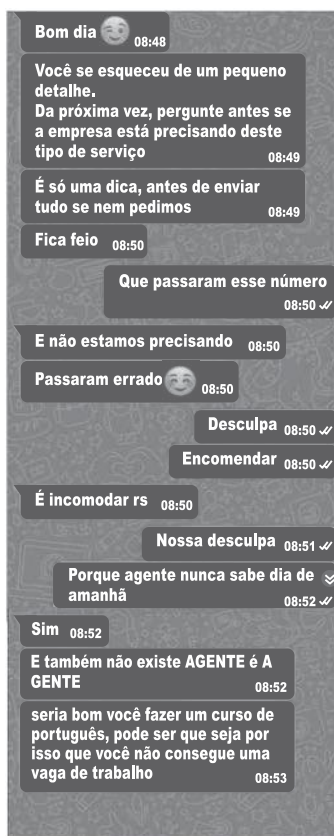 Bom dia 😉 08:48
Você se esqueceu de um pequeno
detalhe.
Da próxima vez, pergunte antes se
a empresa está precisando deste
tipo de serviço 08:49
É só uma dica, antes de enviar
tudo se nem pedimos 08:49
Fica feio 08:50
Que passaram esse número
08:50
E não estamos precisando 08:50
Passaram errado 😊 08:50
Desculpa 08:50
Encomendar 08:50
É incomodar rs 08:50
Nossa desculpa 08:51
Porque agente nunca sabe dia de
amanhã 08:52
Sim 08:52
E também não existe AGENTE é A
GENTE 08:52
seria bom você fazer um curso de
português, pode ser que seja por
isso que você não consegue uma
vaga de trabalho 08:53